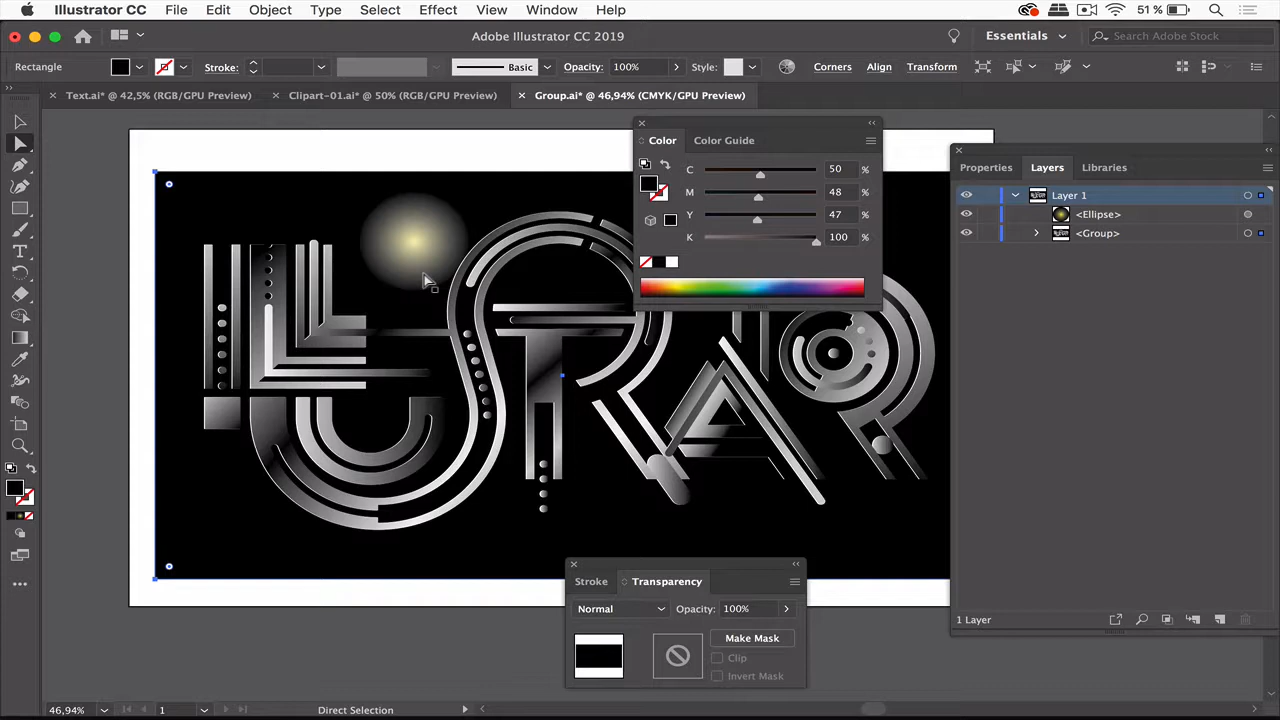 Illustrator CC File Edit Object Type Select Effect View Window Help 51 %
Adobe Illustrator CC 2019 Essentials Search Adobe Stock
Rectangle Stroke: Basic Opacity: 100% Style: Corners Align Transform
Text.ai* @ 42,5% (RGB/GPU Preview) Clipart-01.ai* @ 50% (RGB/GPU Preview) Group.ai* @ 46,94% (CMYK/GPU Preview)
Color Color Guide
C 50 %
M 48 %
Y 47 %
K 100 %
Properties Layers Libraries
Layer 1
<Ellipse>
<Group>
Stroke Transparency
Normal Opacity: 100%
Make Mask
Clip
Invert Mask
1 Layer
46,94% 1 Direct Selection